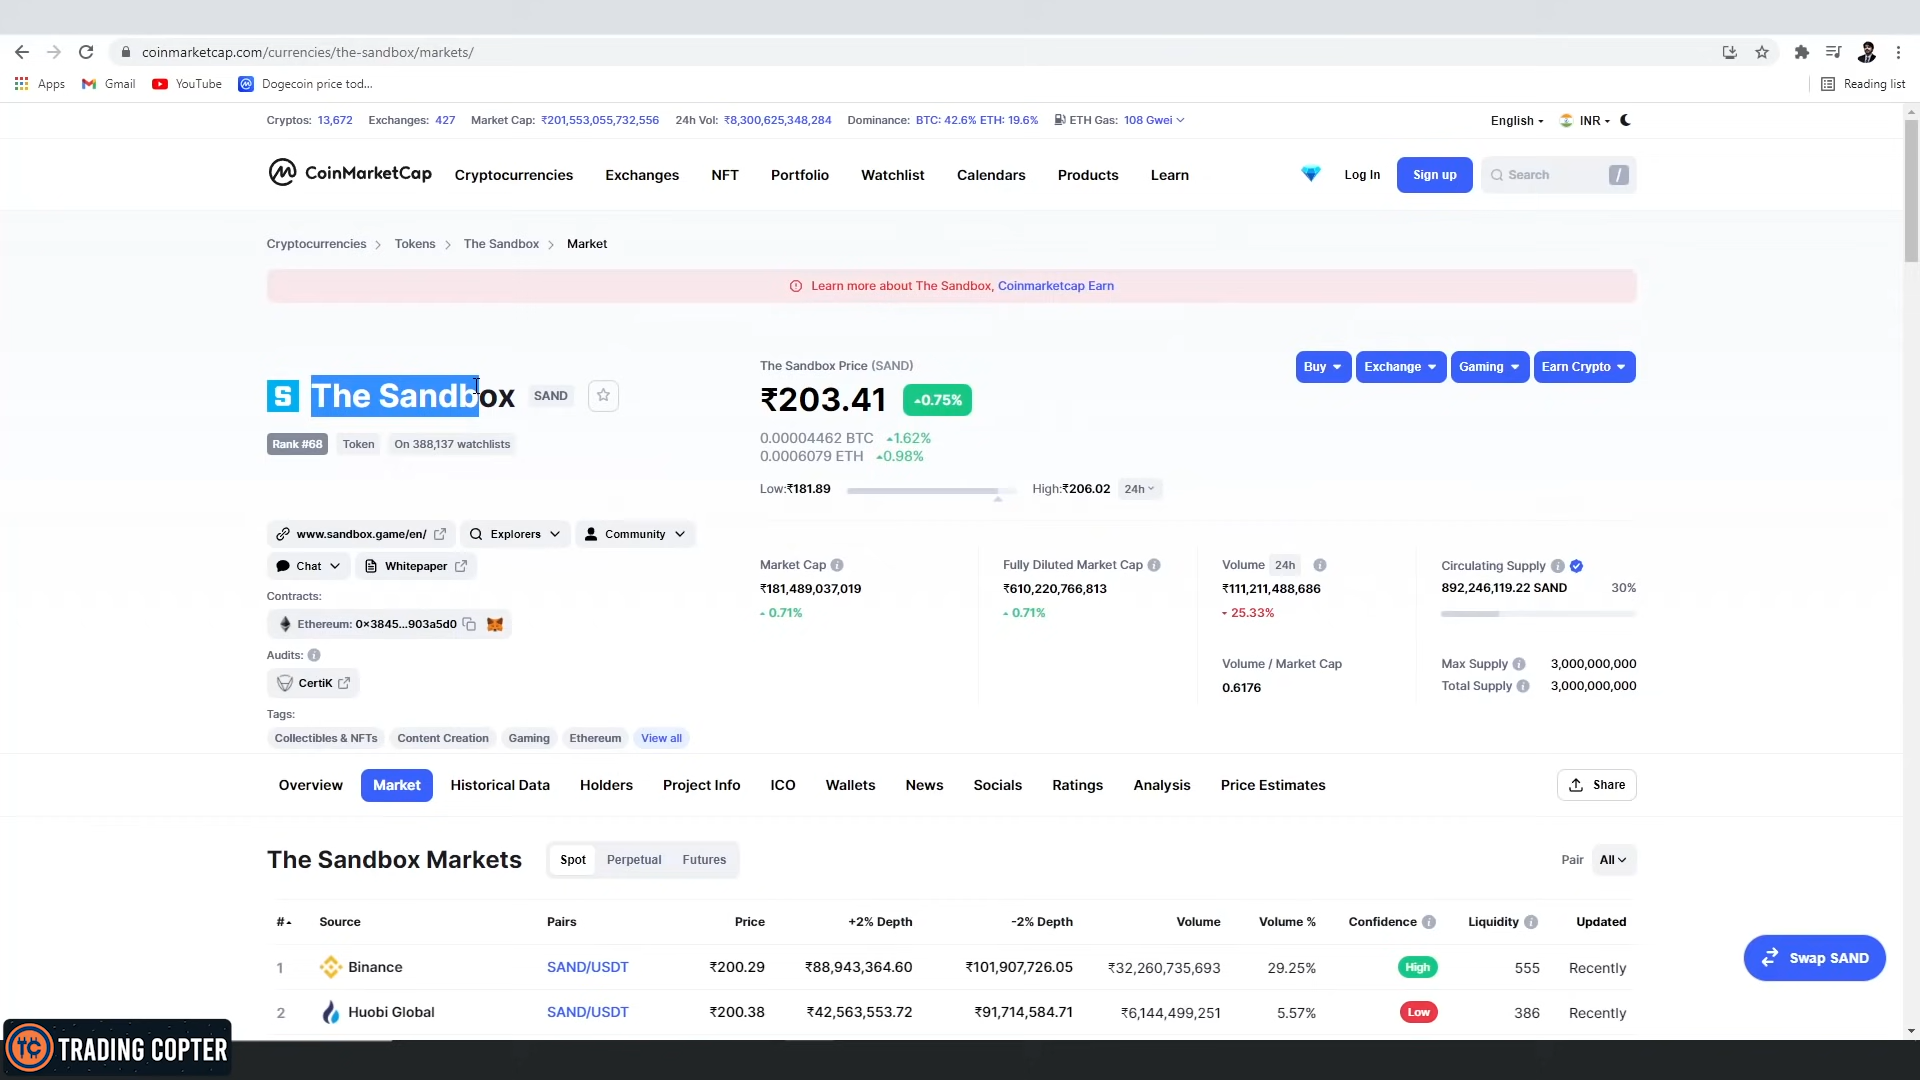 coinmarketcap.com/currencies/the-sandbox/markets/
Apps Gmail YouTube Dogecoin price tod... Reading list
Cryptos: 13,672 Exchanges: 427 Market Cap: ₹201,553,055,732,556 24h Vol: ₹8,300,625,348,284 Dominance: BTC: 42.6% ETH: 19.6% ETH Gas: 108 Gwei English INR
CoinMarketCap Cryptocurrencies Exchanges NFT Portfolio Watchlist Calendars Products Learn Log In Sign up Search /
Cryptocurrencies Tokens The Sandbox Market
Learn more about The Sandbox, Coinmarketcap Earn
The Sandbox Price (SAND)
Buy Exchange Gaming Earn Crypto
S The Sandbox SAND
₹203.41 0.75%
Rank #68 Token On 388,137 watchlists
0.00004462 BTC 1.62%
0.0006079 ETH 0.98%
Low:₹181.89 High:₹206.02 24h
www.sandbox.game/en/ Explorers Community
Chat Whitepaper
Contracts:
Ethereum: 0x3845...903a5d0
Audits:
CertiK
Tags:
Collectibles & NFTs Content Creation Gaming Ethereum View all
Market Cap
₹181,489,037,019
0.71%
Fully Diluted Market Cap
₹610,220,766,813
0.71%
Volume 24h
₹111,211,488,686
25.33%
Volume / Market Cap
0.6176
Circulating Supply
892,246,119.22 SAND 30%
Max Supply 3,000,000,000
Total Supply 3,000,000,000
Overview Market Historical Data Holders Project Info ICO Wallets News Socials Ratings Analysis Price Estimates Share
The Sandbox Markets Spot Perpetual Futures Pair All
# Source Pairs Price +2% Depth -2% Depth Volume Volume % Confidence Liquidity Updated
1 Binance SAND/USDT ₹200.29 ₹88,943,364.60 ₹101,907,726.05 ₹32,260,735,693 29.25% High 555 Recently
2 Huobi Global SAND/USDT ₹200.38 ₹42,563,553.72 ₹91,714,584.71 ₹6,144,499,251 5.57% Low 386 Recently
Swap SAND
TC TRADING COPTER